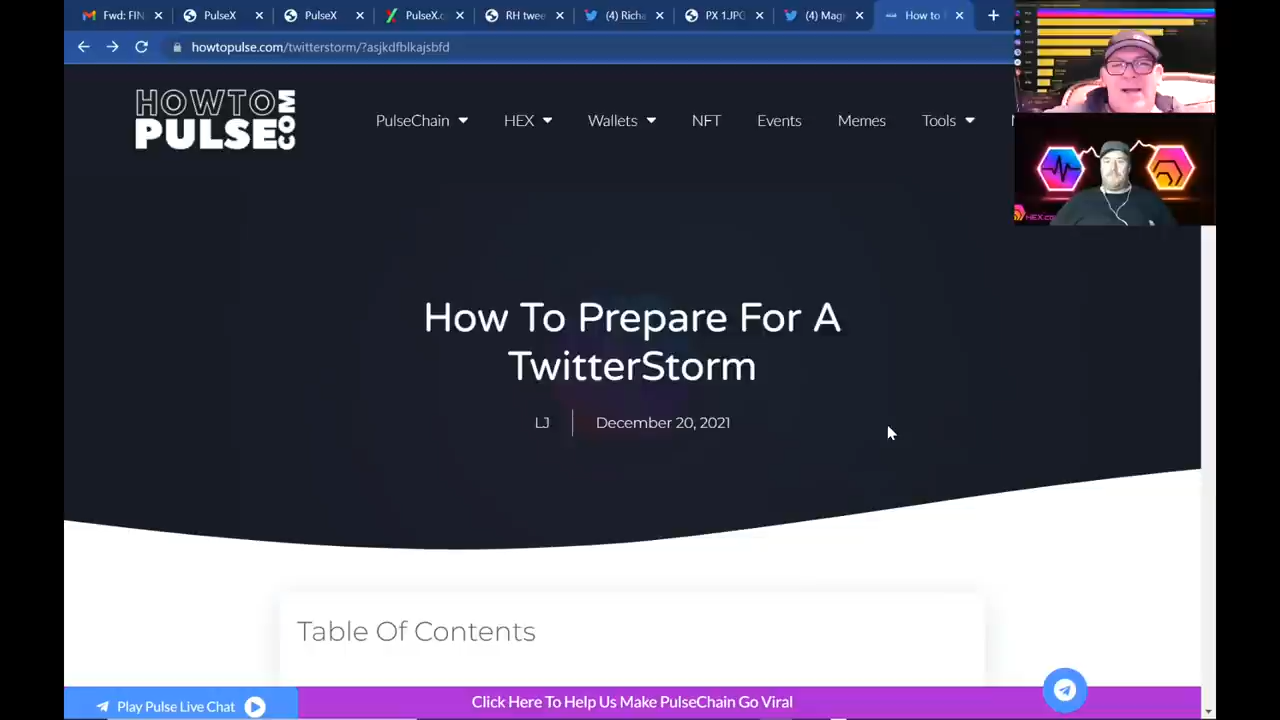 Fwd: FIN
PulseX
PulseX
PulseX.c
RH twee
(4) Richa
PX 1.JPG
(4) Mag
How to
howtopulse.com/twitterstorm/?asjkdfblkajsbfd
HOWTO
PULSE
COM
PulseChain
HEX
Wallets
NFT
Events
Memes
Tools
HEX.c
How To Prepare For A
TwitterStorm
LJ
December 20, 2021
Table Of Contents
Play Pulse Live Chat
Click Here To Help Us Make PulseChain Go Viral